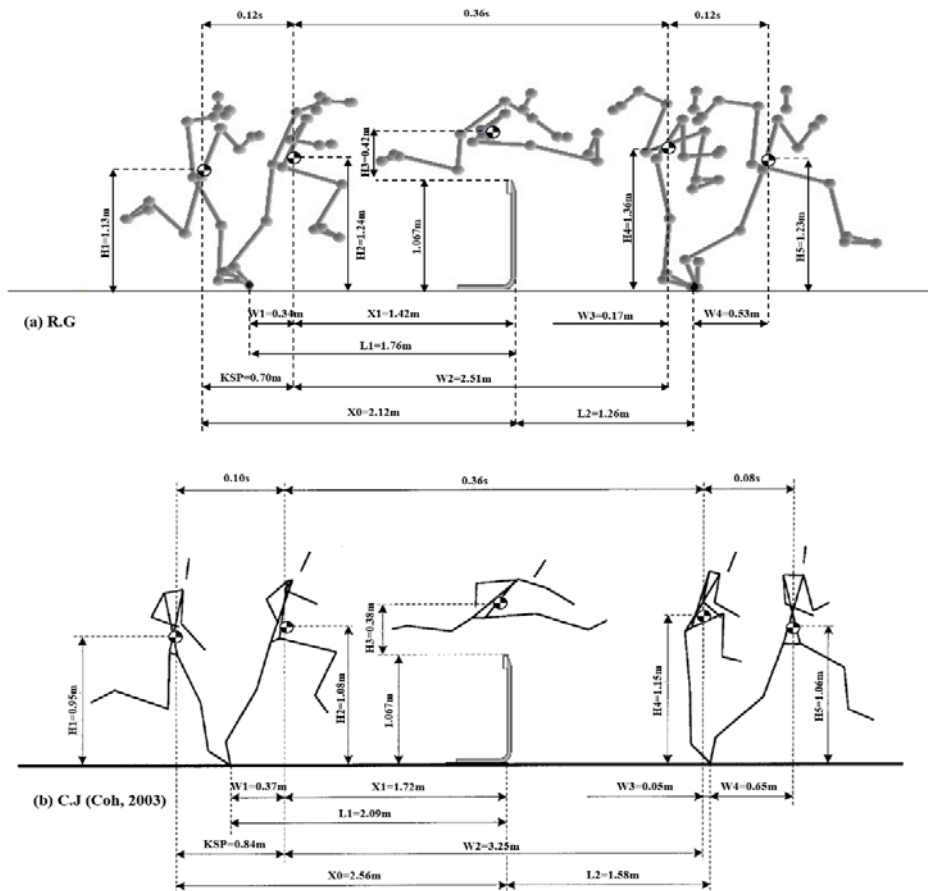 0.12s 0.36s 0.12s
H1=1.13m
H2=1.24m
H3=0.42m
1.067m
H4=1.36m
H5=1.23m
(a) R.G
W1=0.34m X1=1.42m W3=0.17m W4=0.53m
L1=1.76m
KSP=0.70m W2=2.51m
X0=2.12m L2=1.26m
0.10s 0.36s 0.08s
H1=0.95m
H2=1.08m
H3=0.38m
1.067m
H4=1.15m
H5=1.06m
(b) C.J (Coh, 2003)
W1=0.37m X1=1.72m W3=0.05m W4=0.65m
L1=2.09m
KSP=0.84m W2=3.25m
X0=2.56m L2=1.58m